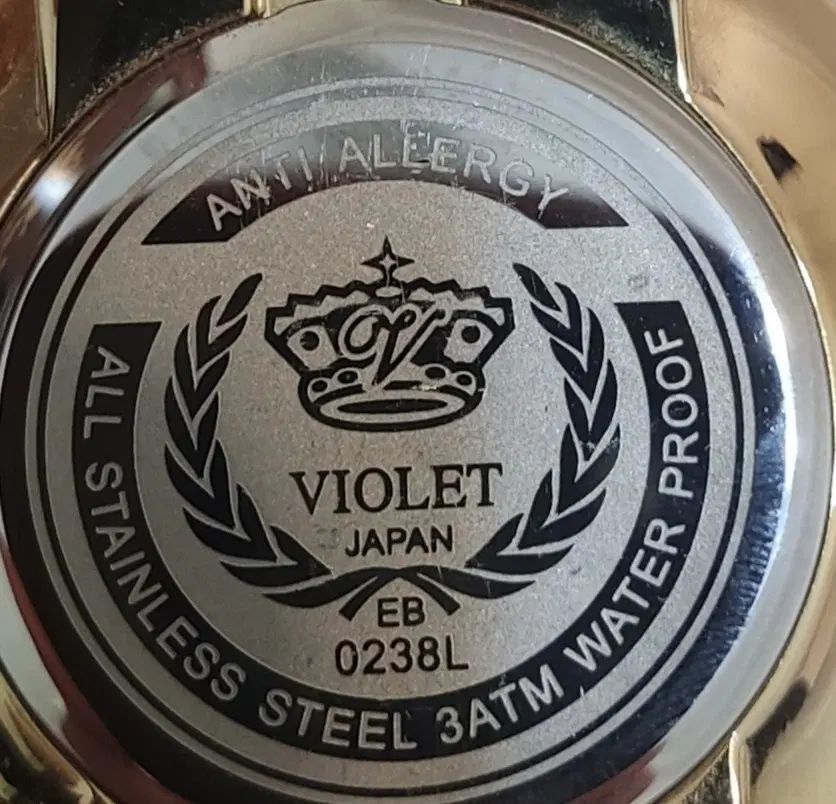 ANTI ALLERGY
V
VIOLET
JAPAN
EB
0238L
ALL STAINLESS STEEL 3ATM WATER PROOF